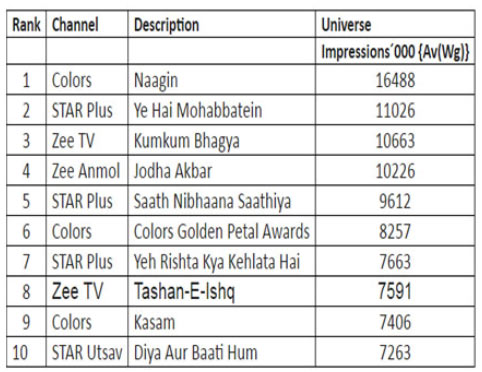 Rank Channel Description Universe
Impressions´000 {Av(Wg)}
1 Colors Naagin 16488
2 STAR Plus Ye Hai Mohabbatein 11026
3 Zee TV Kumkum Bhagya 10663
4 Zee Anmol Jodha Akbar 10226
5 STAR Plus Saath Nibhaana Saathiya 9612
6 Colors Colors Golden Petal Awards 8257
7 STAR Plus Yeh Rishta Kya Kehlata Hai 7663
8 Zee TV Tashan-E-Ishq 7591
9 Colors Kasam 7406
10 STAR Utsav Diya Aur Baati Hum 7263